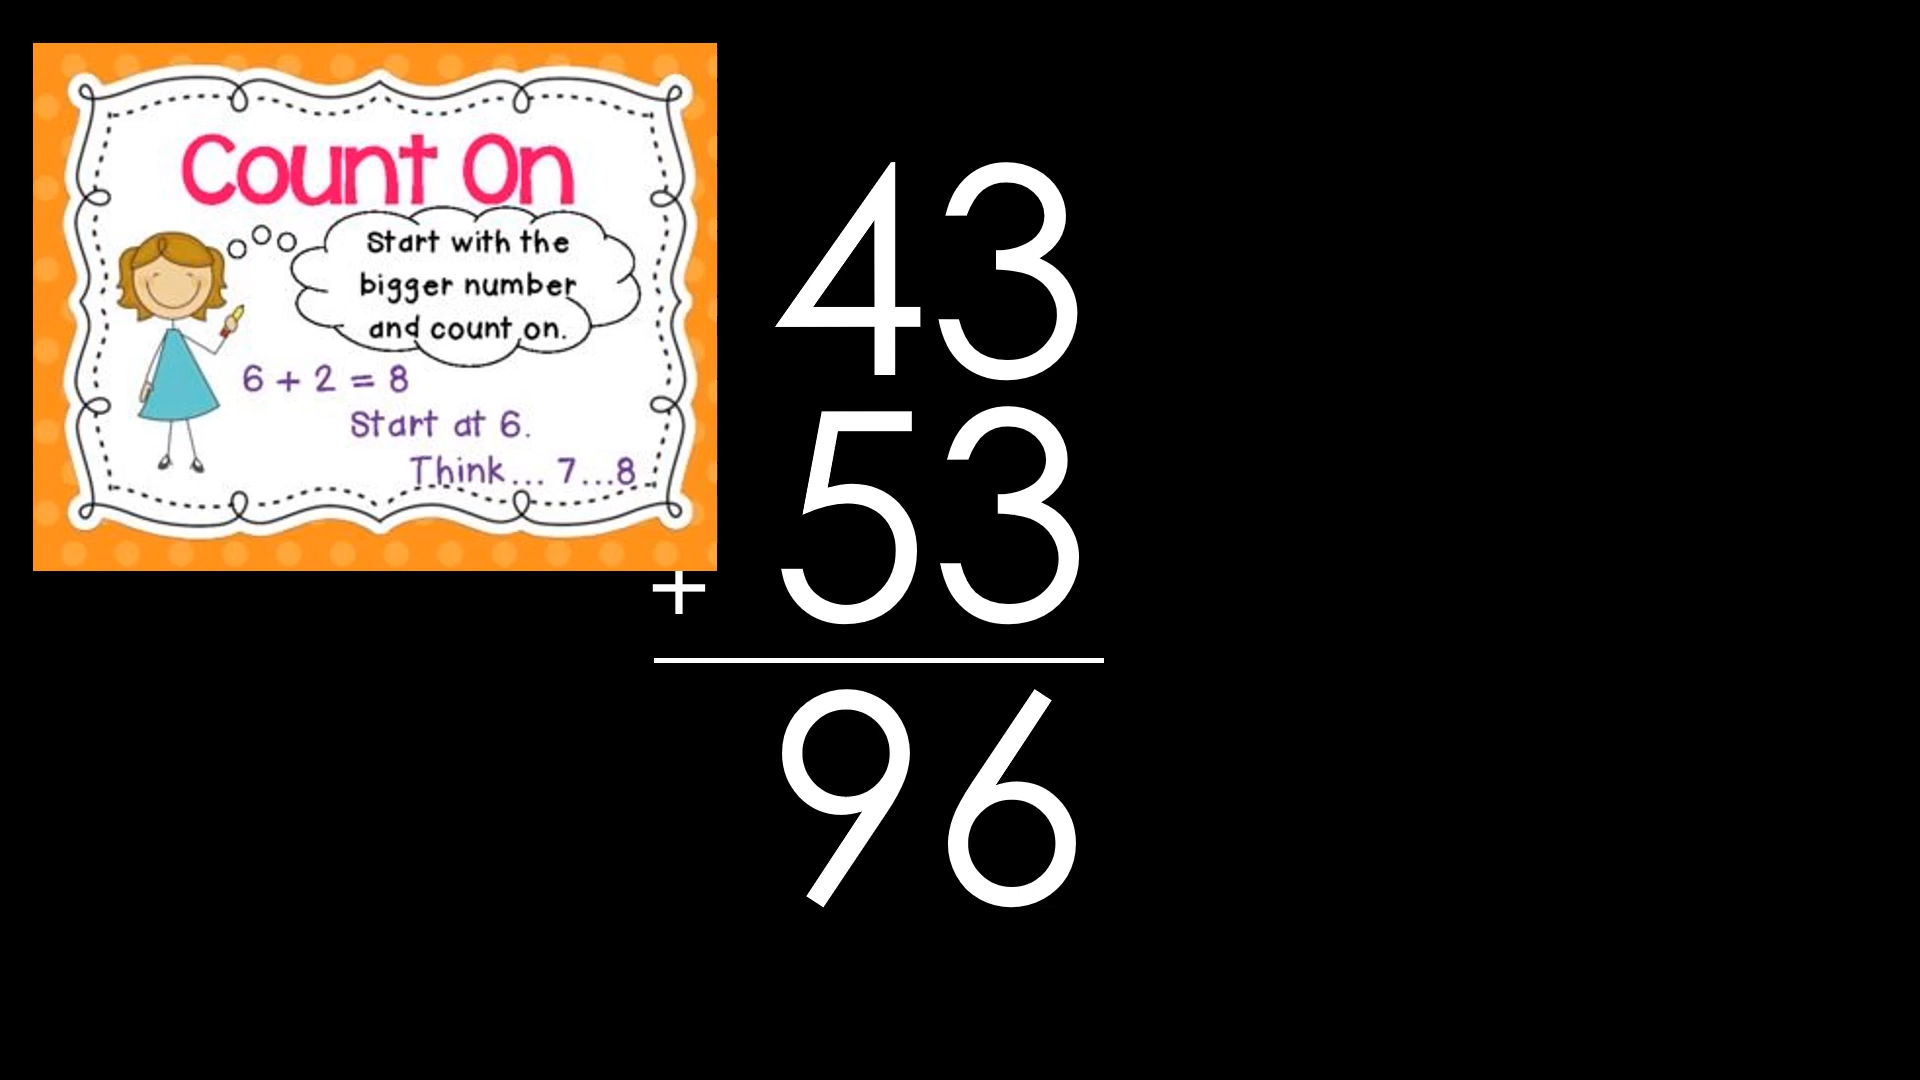 Count On
Start with the
bigger number
and count on.
6 + 2 = 8
Start at 6.
Think... 7...8
43
53
+
96